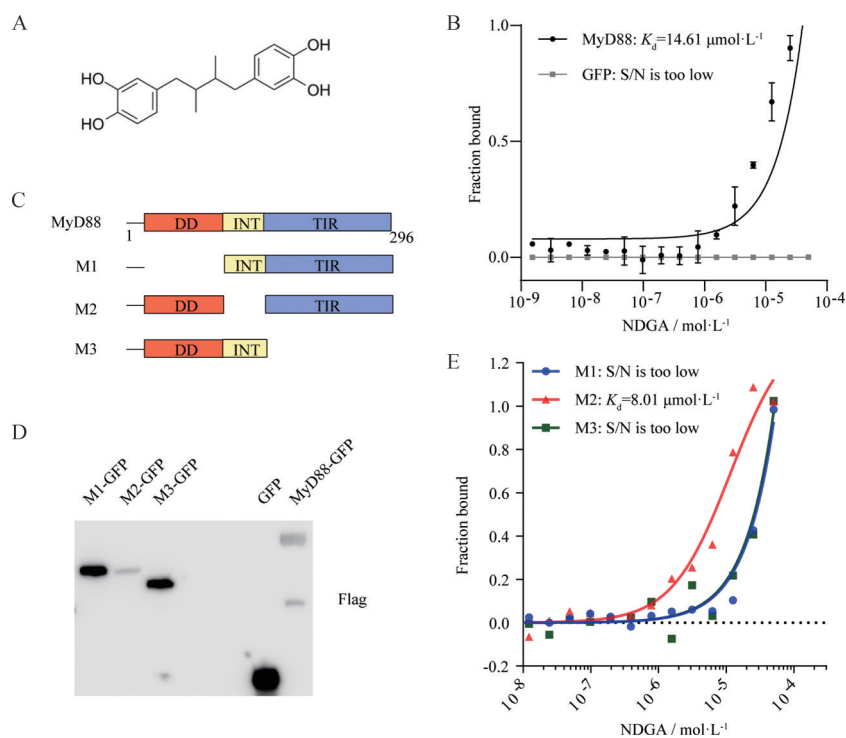 A
HO
HO
OH
OH
B
MyD88: Kd=14.61 μmol·L⁻¹
GFP: S/N is too low
1.0
0.5
0.0
Fraction bound
10⁻⁹
10⁻⁸
10⁻⁷
10⁻⁶
10⁻⁵
10⁻⁴
NDGA / mol·L⁻¹
C
MyD88
DD
INT
TIR
1
296
M1
INT
TIR
M2
DD
TIR
M3
DD
INT
D
M1-GFP
M2-GFP
M3-GFP
GFP
MyD88-GFP
Flag
E
M1: S/N is too low
M2: Kd=8.01 μmol·L⁻¹
M3: S/N is too low
1.2
1.0
0.8
0.6
0.4
0.2
0.0
-0.2
Fraction bound
10⁻⁸
10⁻⁷
10⁻⁶
10⁻⁵
10⁻⁴
NDGA / mol·L⁻¹